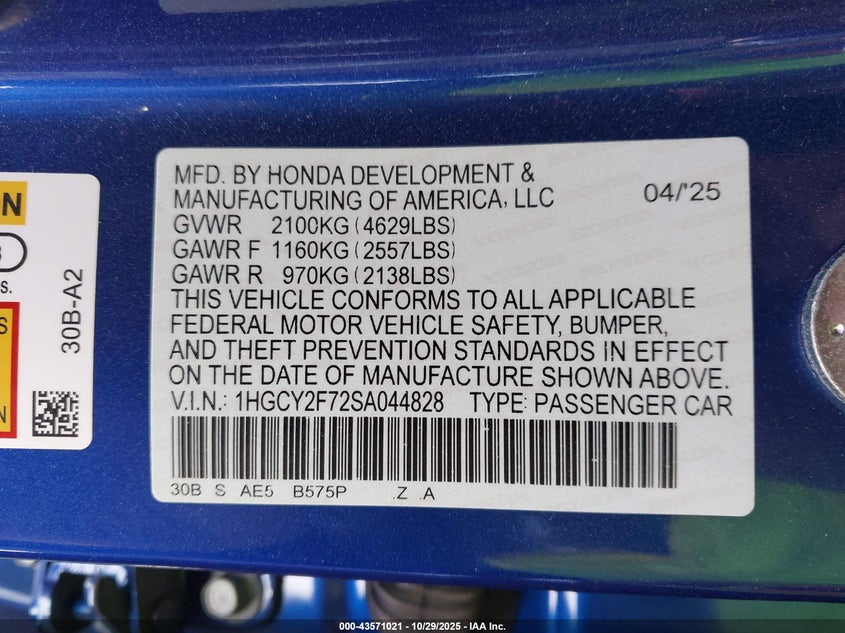 MFD. BY HONDA DEVELOPMENT &
MANUFACTURING OF AMERICA, LLC 04/'25
GVWR 2100KG (4629LBS)
GAWR F 1160KG (2557LBS)
GAWR R 970KG (2138LBS)
THIS VEHICLE CONFORMS TO ALL APPLICABLE
FEDERAL MOTOR VEHICLE SAFETY, BUMPER,
AND THEFT PREVENTION STANDARDS IN EFFECT
ON THE DATE OF MANUFACTURE SHOWN ABOVE.
V.I.N.: 1HGCY2F72SA044828 TYPE: PASSENGER CAR
30B S AE5 B575P .Z .A
30B-A2
N
S.
S
N
000-43571021 | 10/29/2025 | IAA Inc.